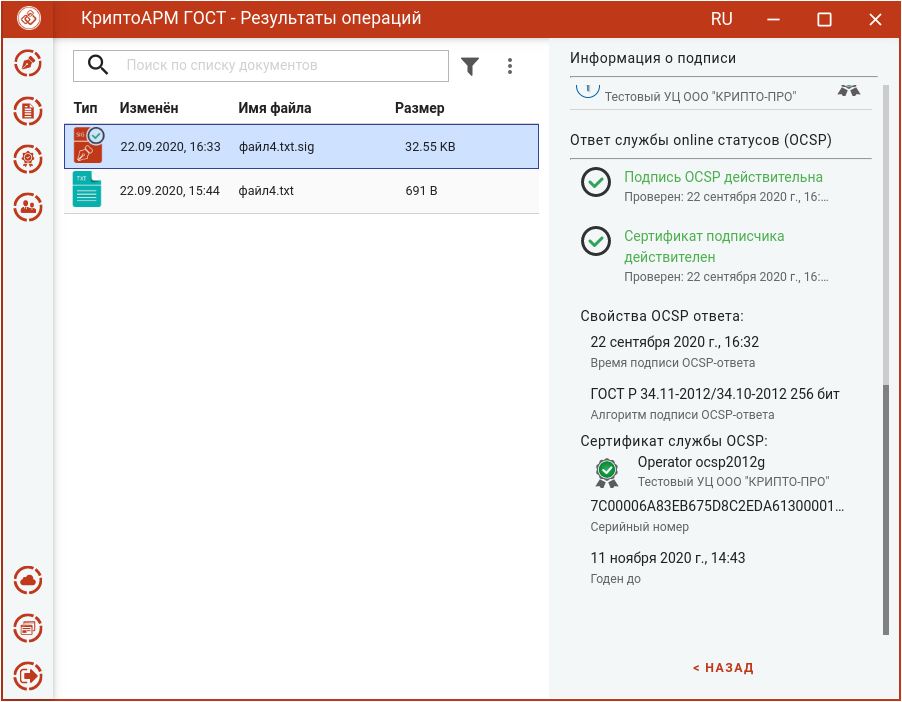 КриптоАРМ ГОСТ - Результаты операций
RU
Поиск по списку документов
Тип Изменён Имя файла Размер
SIG
22.09.2020, 16:33 файл4.txt.sig 32.55 KB
TXT
22.09.2020, 15:44 файл4.txt 691 B
Информация о подписи
Тестовый УЦ ООО "КРИПТО-ПРО"
Ответ службы online статусов (OCSP)
Подпись OCSP действительна
Проверен: 22 сентября 2020 г., 16:...
Сертификат подписчика
действителен
Проверен: 22 сентября 2020 г., 16:...
Свойства OCSP ответа:
22 сентября 2020 г., 16:32
Время подписи OCSP-ответа
ГОСТ Р 34.11-2012/34.10-2012 256 бит
Алгоритм подписи OCSP-ответа
Сертификат службы OCSP:
Operator ocsp2012g
Тестовый УЦ ООО "КРИПТО-ПРО"
7C00006A83EB675D8C2EDA61300001...
Серийный номер
11 ноября 2020 г., 14:43
Годен до
< НАЗАД